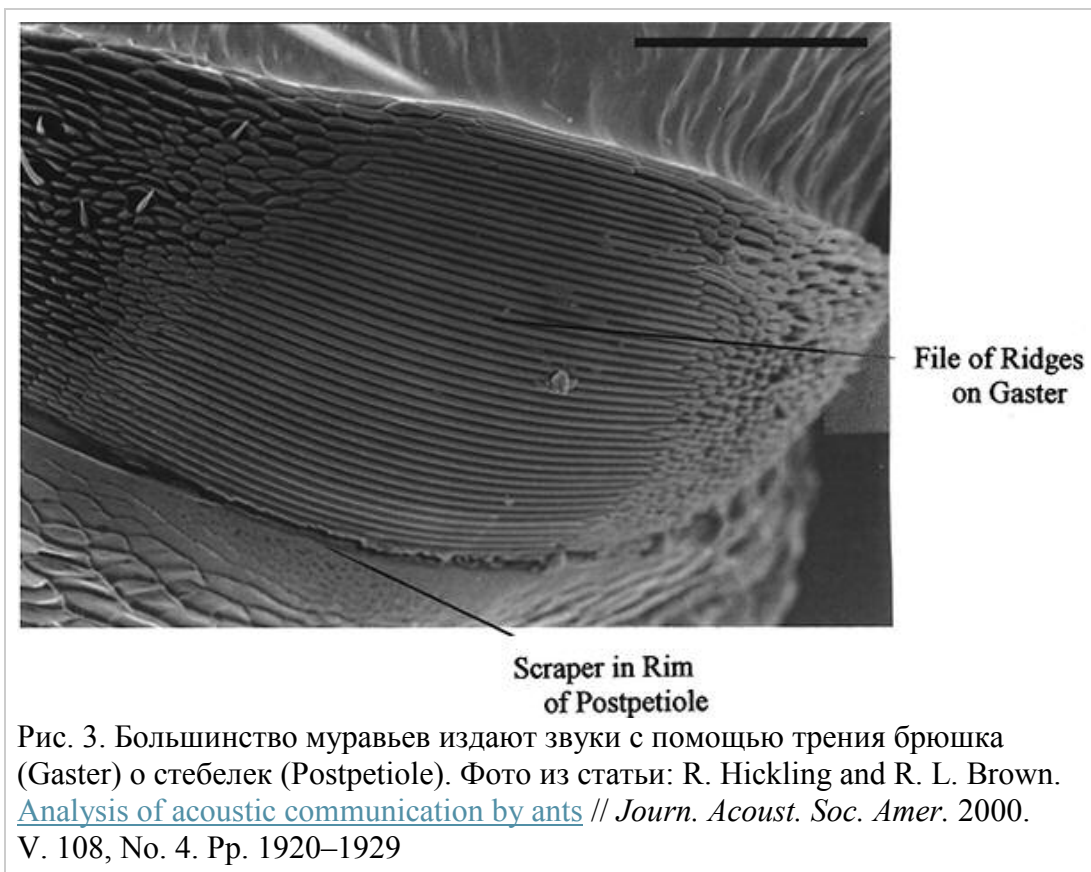 File of Ridges
on Gaster
Scraper in Rim
of Postpetiole
Рис. 3. Большинство муравьев издают звуки с помощью трения брюшка
(Gaster) о стебелек (Postpetiole). Фото из статьи: R. Hickling and R. L. Brown.
Analysis of acoustic communication by ants // Journ. Acoust. Soc. Amer. 2000.
V. 108, No. 4. Pp. 1920–1929